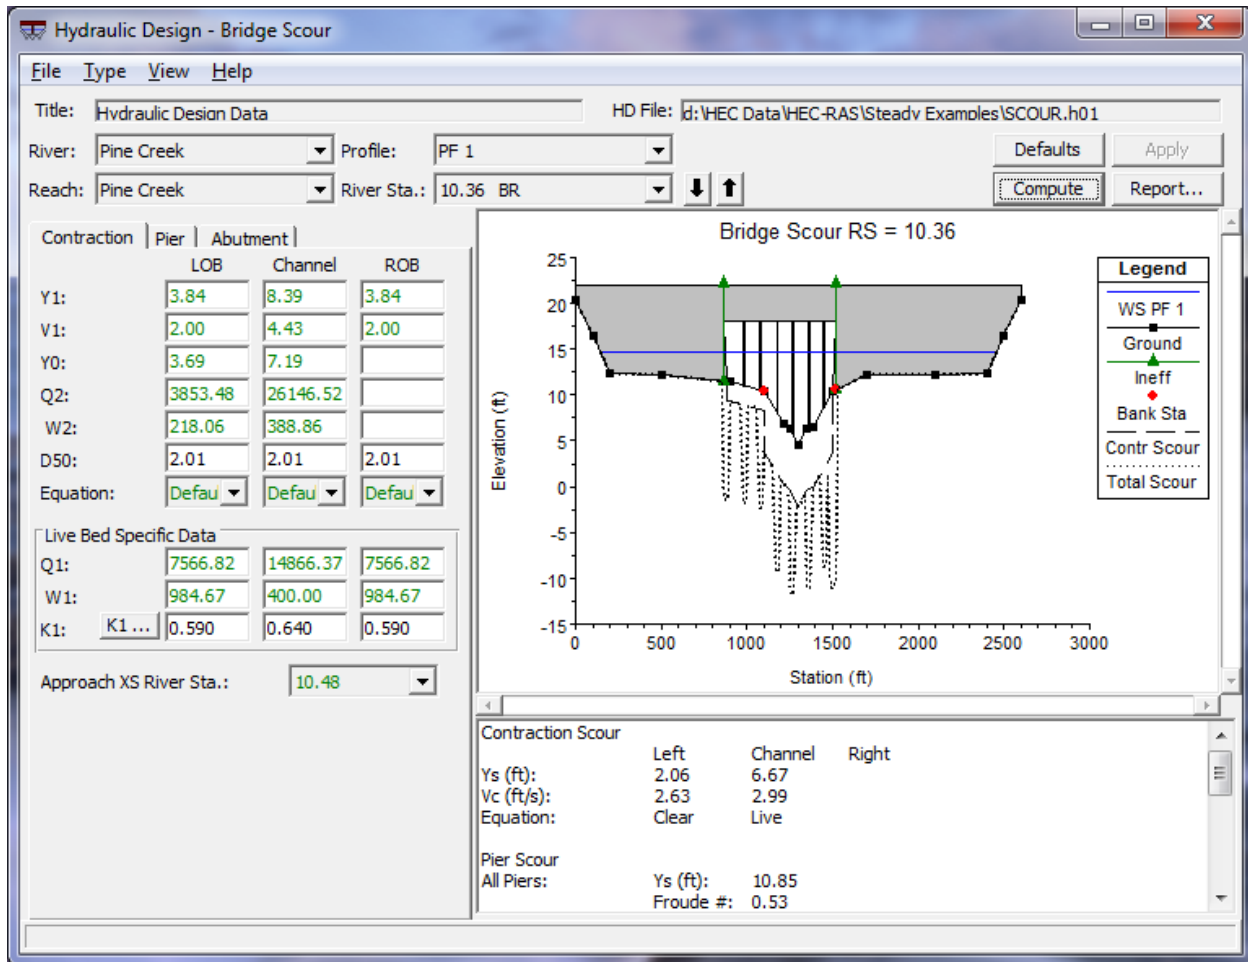 Hydraulic Design - Bridge Scour
File Type View Help
Title: Hydraulic Design Data HD File: d:\HEC Data\HEC-RAS\Steady Examples\SCOUR.h01
River: Pine Creek Profile: PF 1 Defaults Apply
Reach: Pine Creek River Sta.: 10.36 BR Compute Report...
Contraction Pier Abutment
LOB Channel ROB
Y1: 3.84 8.39 3.84
V1: 2.00 4.43 2.00
Y0: 3.69 7.19
Q2: 3853.48 26146.52
W2: 218.06 388.86
D50: 2.01 2.01 2.01
Equation: Defau Defau Defau
Live Bed Specific Data
Q1: 7566.82 14866.37 7566.82
W1: 984.67 400.00 984.67
K1: K1 ... 0.590 0.640 0.590
Approach XS River Sta.: 10.48
Bridge Scour RS = 10.36
Elevation (ft)
25
20
15
10
5
0
-5
-10
-15
0 500 1000 1500 2000 2500 3000
Station (ft)
Legend
WS PF 1
Ground
Ineff
Bank Sta
Contr Scour
Total Scour
Contraction Scour
Left Channel Right
Ys (ft): 2.06 6.67
Vc (ft/s): 2.63 2.99
Equation: Clear Live
Pier Scour
All Piers: Ys (ft): 10.85
Froude #: 0.53